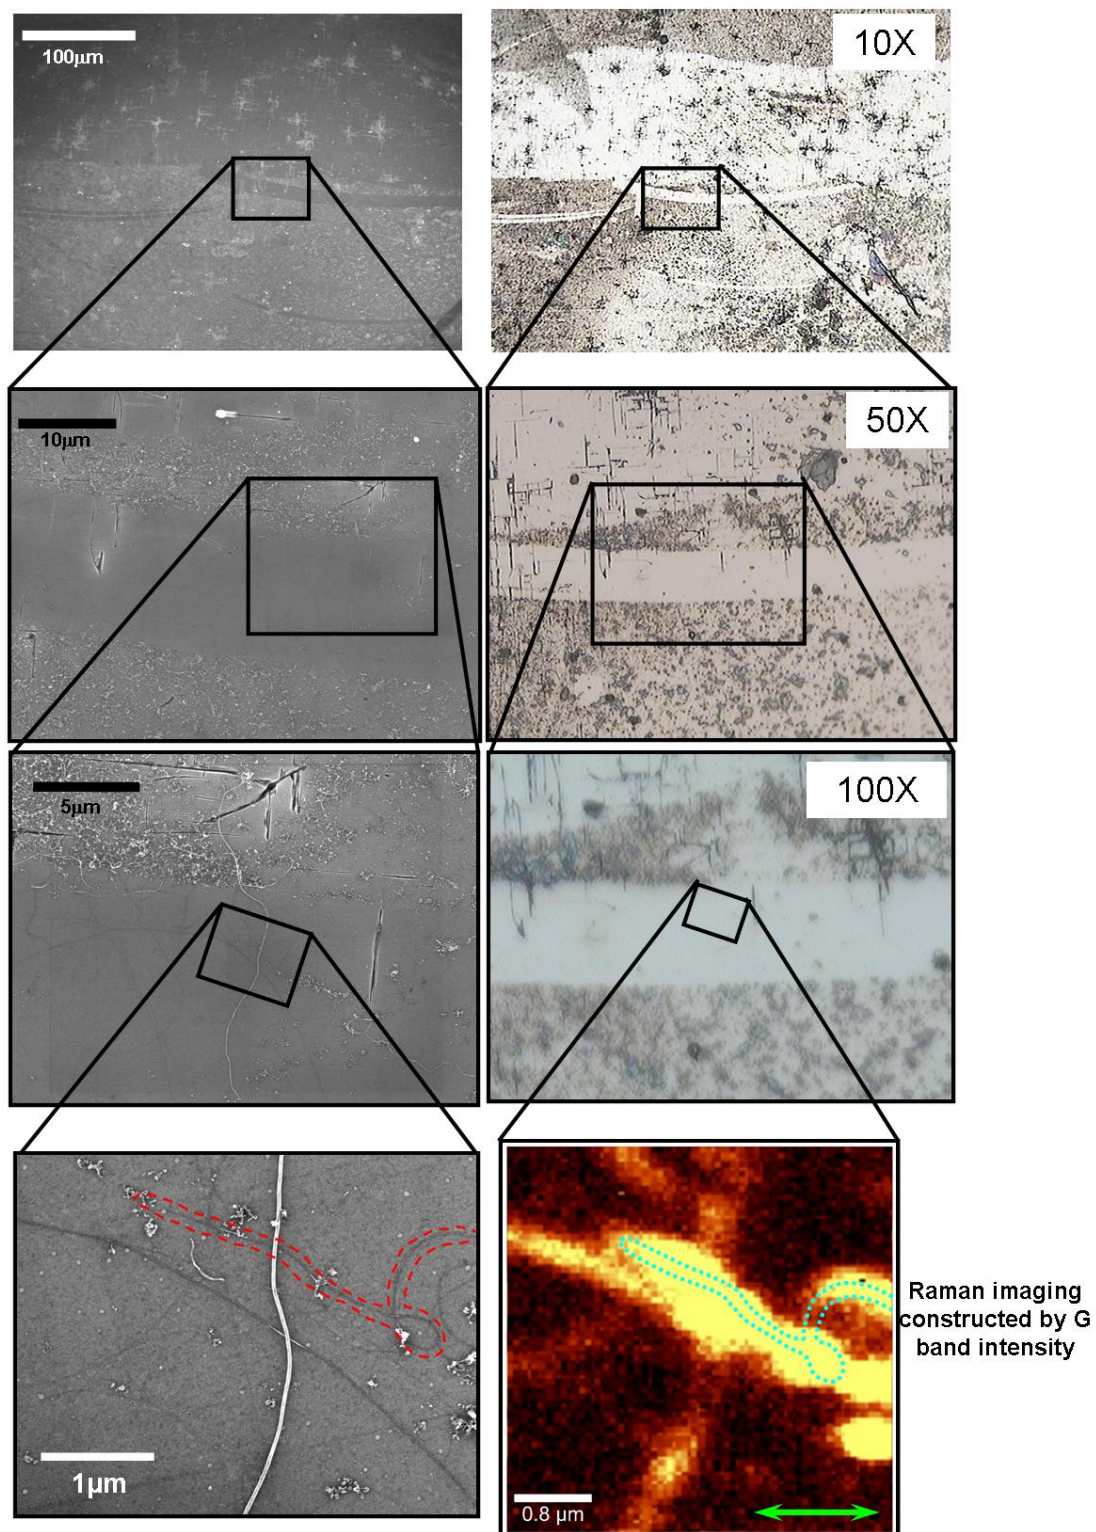 100μm
10X
10μm
50X
5μm
100X
1μm
0.8 μm
Raman imaging
constructed by G
band intensity